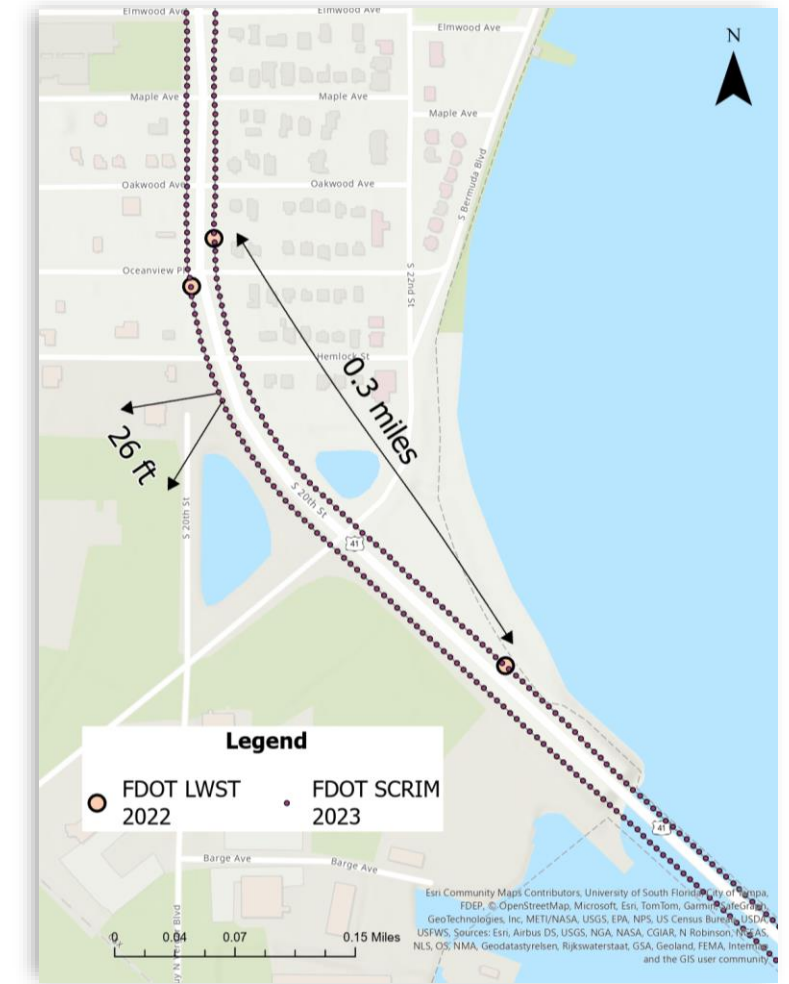 Elmwood Ave
Elmwood Ave
Elmwood Ave
N
Maple Ave
Maple Ave
Maple Ave
Oakwood Ave
Oakwood Ave
S Bermuda Blvd
Oceanview Pl
S 22nd St
Hemlock St
0.3 miles
26 ft
S 20th St
S 20th St
41
Legend
FDOT LWST
2022
FDOT SCRIM
2023
41
Barge Ave
Barge Ave
Blvd
0 0.04 0.07 0.15 Miles
Esri Community Maps Contributors, University of South Florida, City of Tampa,
FDEP, © OpenStreetMap, Microsoft, Esri, TomTom, Garmin, SafeGraph,
GeoTechnologies, Inc, METI/NASA, USGS, EPA, NPS, US Census Bureau, USDA,
USFWS, Sources: Esri, Airbus DS, USGS, NGA, NASA, CGIAR, N Robinson, NCEAS,
NLS, OS, NMA, Geodatastyrelsen, Rijkswaterstaat, GSA, Geoland, FEMA, Intermap
and the GIS user community